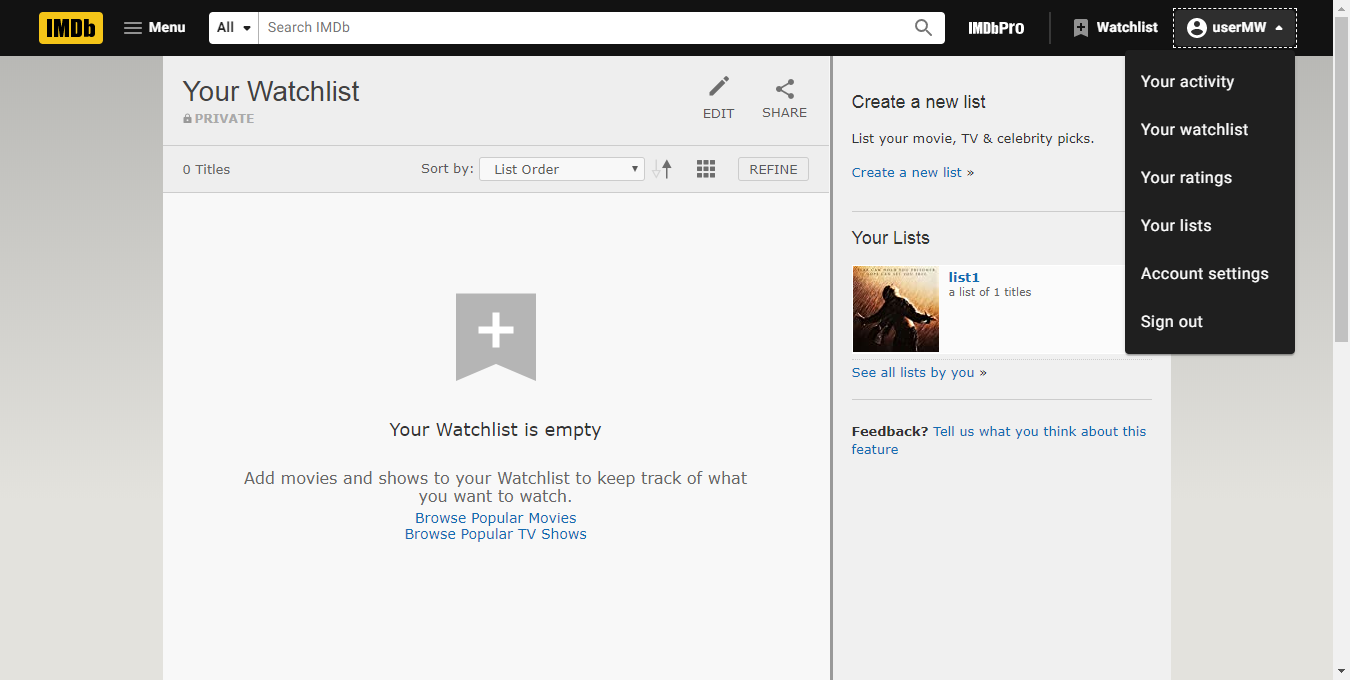 IMDb
Menu
All
Search IMDb
IMDbPro
Watchlist
userMW
Your activity
Your watchlist
Your ratings
Your lists
Account settings
Sign out
Your Watchlist
PRIVATE
EDIT
SHARE
0 Titles
Sort by:
List Order
REFINE
Your Watchlist is empty
Add movies and shows to your Watchlist to keep track of what
you want to watch.
Browse Popular Movies
Browse Popular TV Shows
Create a new list
List your movie, TV & celebrity picks.
Create a new list »
Your Lists
list1
a list of 1 titles
See all lists by you »
Feedback? Tell us what you think about this
feature